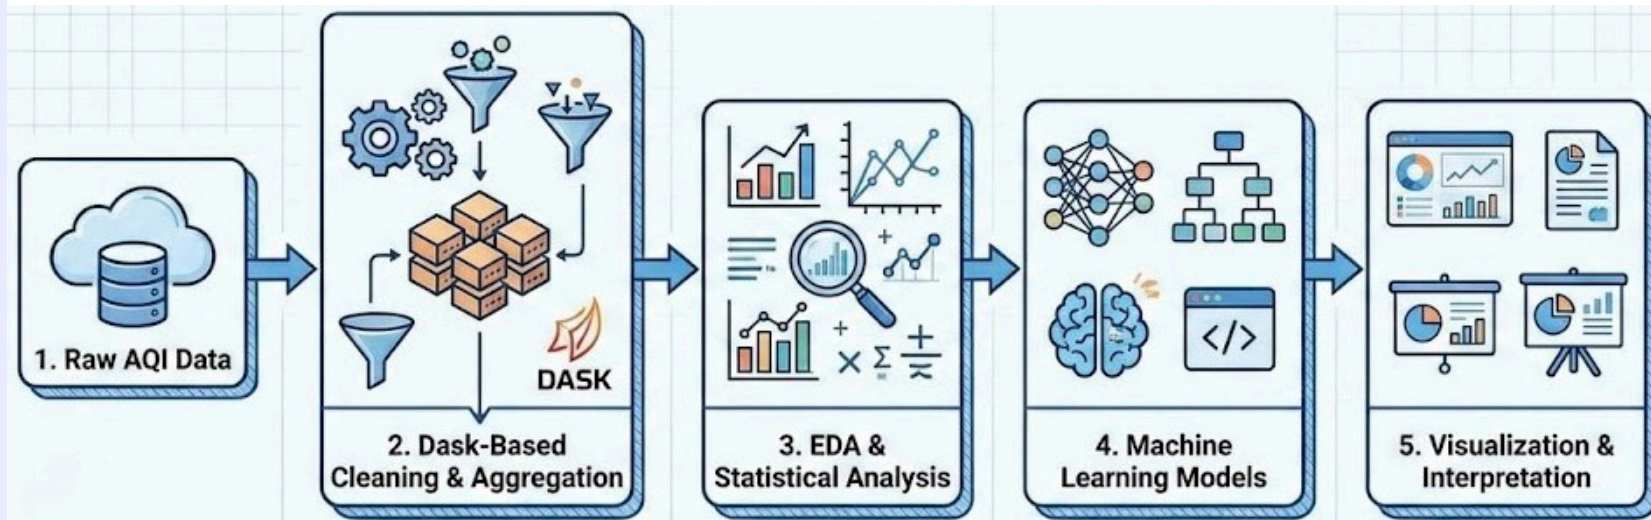 1. Raw AQI Data
DASK
2. Dask-Based
Cleaning & Aggregation
3. EDA &
Statistical Analysis
</>
4. Machine
Learning Models
5. Visualization &
Interpretation